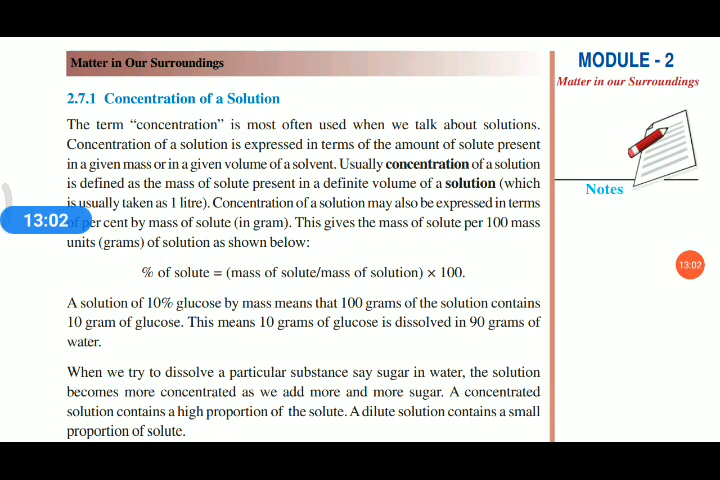 Matter in Our Surroundings
MODULE - 2
Matter in our Surroundings
Notes
2.7.1 Concentration of a Solution
The term “concentration” is most often used when we talk about solutions.
Concentration of a solution is expressed in terms of the amount of solute present
in a given mass or in a given volume of a solvent. Usually concentration of a solution
is defined as the mass of solute present in a definite volume of a solution (which
is usually taken as 1 litre). Concentration of a solution may also be expressed in terms
of per cent by mass of solute (in gram). This gives the mass of solute per 100 mass
units (grams) of solution as shown below:
% of solute = (mass of solute/mass of solution) × 100.
A solution of 10% glucose by mass means that 100 grams of the solution contains
10 gram of glucose. This means 10 grams of glucose is dissolved in 90 grams of
water.
When we try to dissolve a particular substance say sugar in water, the solution
becomes more concentrated as we add more and more sugar. A concentrated
solution contains a high proportion of the solute. A dilute solution contains a small
proportion of solute.
13:02
13:02